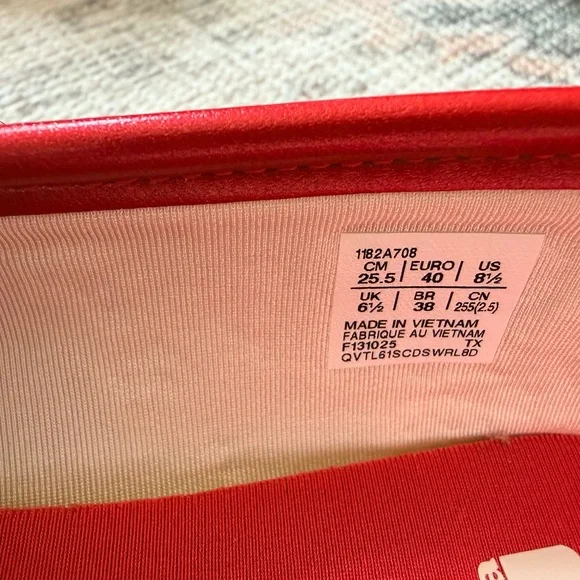 1182A708
CM | EURO | US
25.5 | 40 | 8½
UK | BR | CN
6½ | 38 | 255(2.5)
MADE IN VIETNAM
FABRIQUE AU VIETNAM
F131025 TX
QVTL61SCDSWRL8D